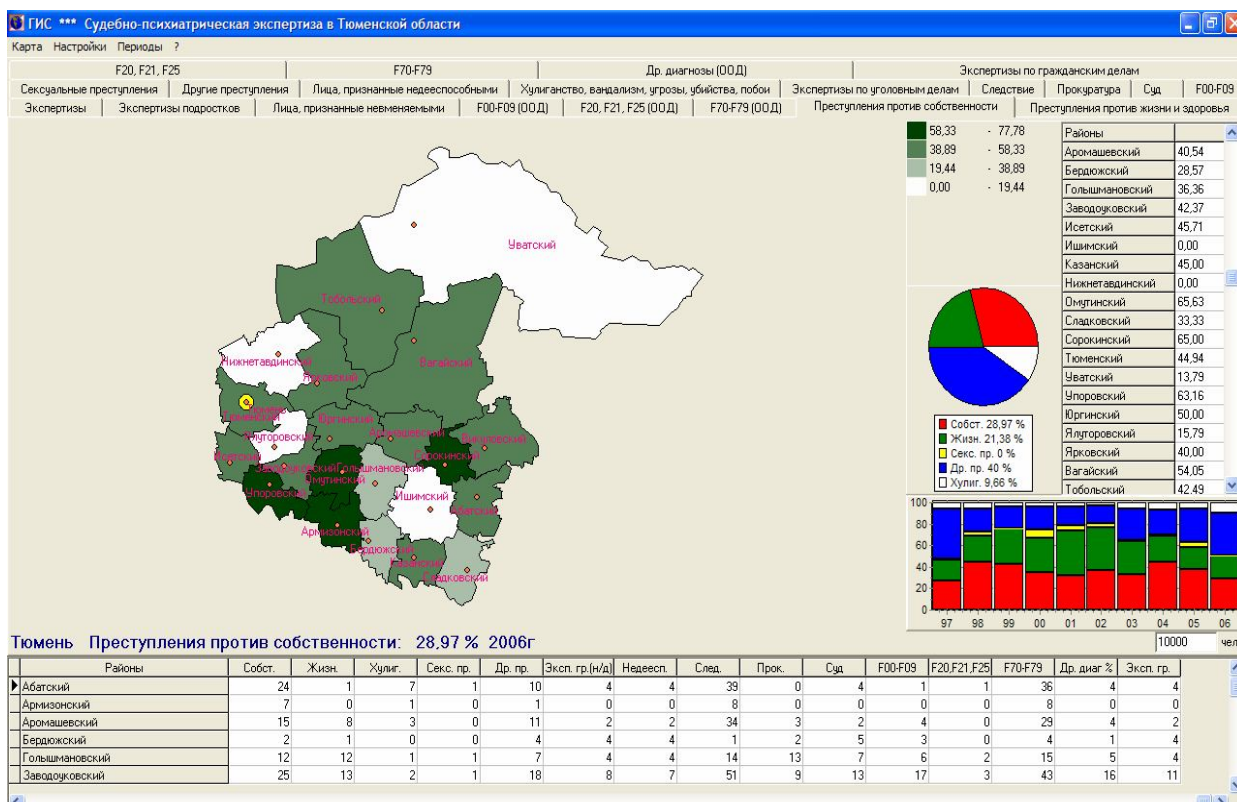 ГИС *** Судебно-психиатрическая экспертиза в Тюменской области
Карта Настройки Периоды ?
F20, F21, F25 F70-F79 Др. диагнозы (ООД) Экспертизы по гражданским делам
Сексуальные преступления Другие преступления Лица, признанные недееспособными Хулиганство, вандализм, угрозы, убийства, побои Экспертизы по уголовным делам Следствие Прокуратура Суд F00-F09
Экспертизы Экспертизы подростков Лица, признанные невменяемыми F00-F09 (ООД) F20, F21, F25 (ООД) F70-F79 (ООД) Преступления против собственности Преступления против жизни и здоровья
58,33 - 77,78
38,89 - 58,33
19,44 - 38,89
0,00 - 19,44
Районы
Аромашевский 40,54
Бердюжский 28,57
Голышмановский 36,36
Заводоуковский 42,37
Исетский 45,71
Ишимский 0,00
Казанский 45,00
Нижнетавдинский 0,00
Омутинский 65,63
Сладковский 33,33
Сорокинский 65,00
Тюменский 44,94
Уватский 13,79
Упоровский 63,16
Юргинский 50,00
Ялуторовский 15,79
Ярковский 40,00
Вагайский 54,05
Тобольский 42,49
Уватский
Тобольский
Нижнетавдинский
Ярковский
Вагайский
Тюмень
Тюменский
Юргинский
Аромашевский
Викуловский
Ялуторовский
Исетский
Заводоуковский
Голышмановский
Сорокинский
Омутинский
Упоровский
Ишимский
Абатский
Армизонский
Бердюжский
Казанский
Сладковский
Собст. 28,97 %
Жизн. 21,38 %
Секс. пр. 0 %
Др. пр. 40 %
Хулиг. 9,66 %
100
80
60
40
20
0
97 98 99 00 01 02 03 04 05 06
Тюмень Преступления против собственности: 28,97 % 2006г
10000 чел
Районы Собст. Жизн. Хулиг. Секс. пр. Др. пр. Эксп. гр.(н/д) Недеесп. След. Прок. Суд F00-F09 F20,F21,F25 F70-F79 Др. диаг % Эксп. гр.
Абатский 24 1 7 1 10 4 4 39 0 4 1 1 36 4 4
Армизонский 7 0 1 0 1 0 0 8 0 0 0 0 8 0 0
Аромашевский 15 8 3 0 11 2 2 34 3 2 4 0 29 4 2
Бердюжский 2 1 0 0 4 4 4 1 2 5 3 0 4 1 4
Голышмановский 12 12 1 1 7 4 4 14 13 7 6 2 15 5 4
Заводоуковский 25 13 2 1 18 8 7 51 9 13 17 3 43 16 11